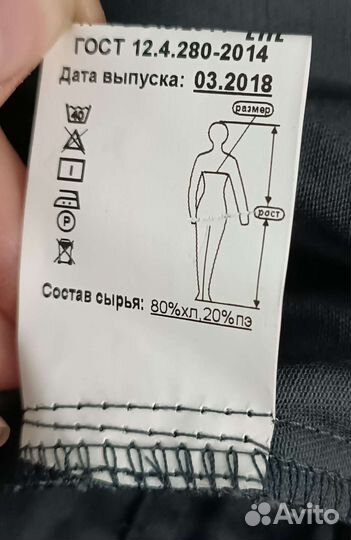 ЕАС
ГОСТ 12.4.280-2014
Дата выпуска: 03.2018
размер
40
рост
P
Состав сырья: 80%хл,20%пэ
Avito